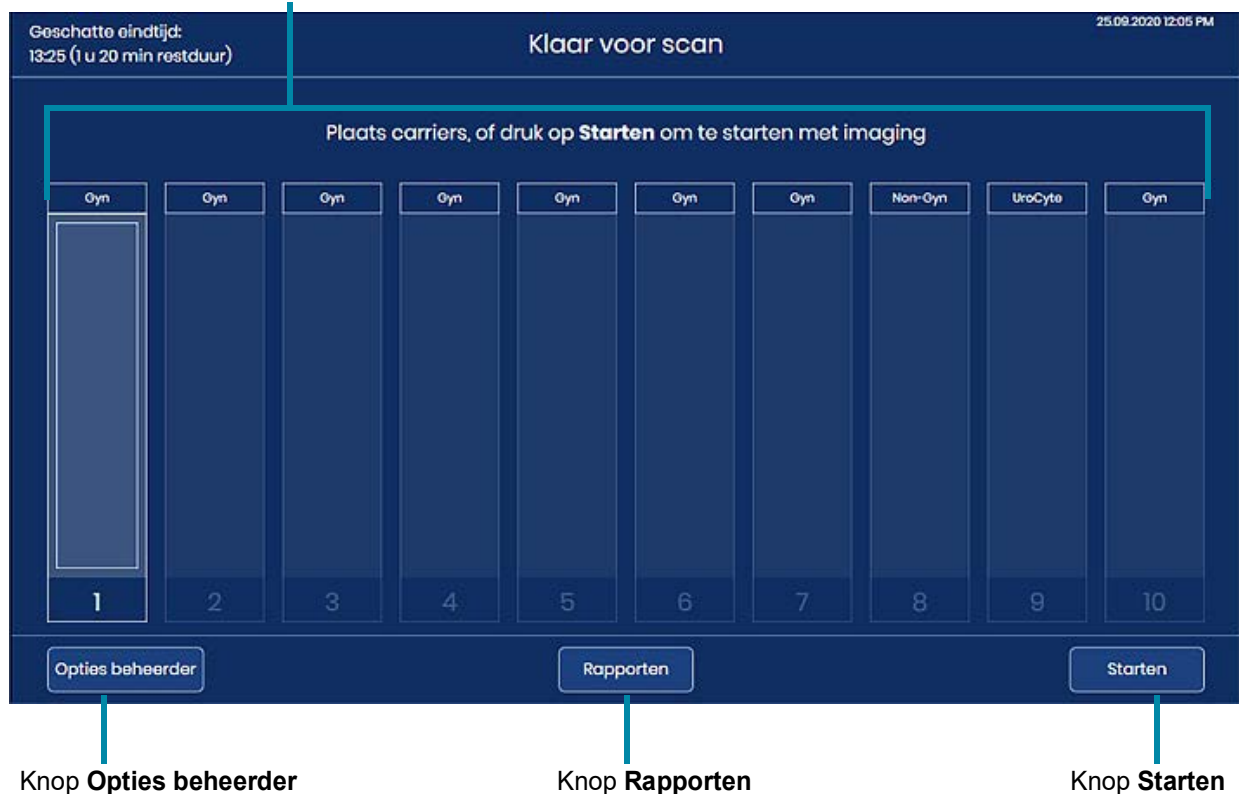 Geschatte eindtijd:
13:25 (1 u 20 min restduur)
Klaar voor scan
25.09.2020 12:05 PM
Plaats carriers, of druk op Starten om te starten met imaging
Gyn Gyn Gyn Gyn Gyn Gyn Gyn Non-Gyn UroCyte Gyn
1 2 3 4 5 6 7 8 9 10
Opties beheerder Rapporten Starten
Knop Opties beheerder Knop Rapporten Knop Starten